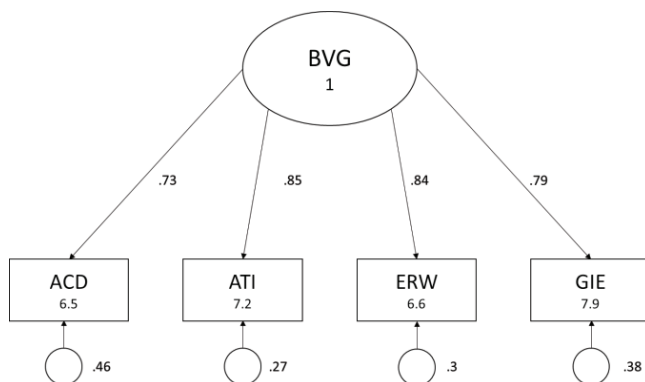 BVG
1
.73
.85
.84
.79
ACD
6.5
ATI
7.2
ERW
6.6
GIE
7.9
.46
.27
.3
.38